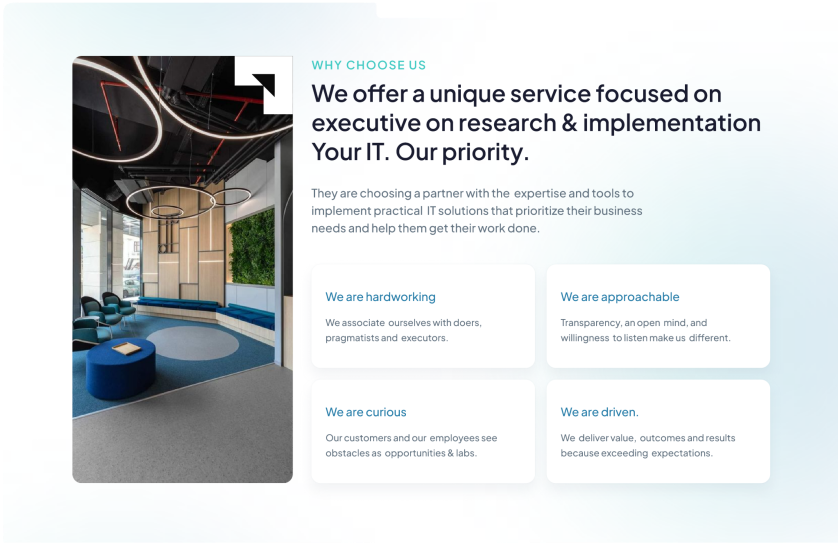 WHY CHOOSE US
We offer a unique service focused on
executive on research & implementation
Your IT. Our priority.
They are choosing a partner with the expertise and tools to
implement practical IT solutions that prioritize their business
needs and help them get their work done.
We are hardworking
We associate ourselves with doers,
pragmatists and executors.
We are approachable
Transparency, an open mind, and
willingness to listen make us different.
We are curious
Our customers and our employees see
obstacles as opportunities & labs.
We are driven.
We deliver value, outcomes and results
because exceeding expectations.